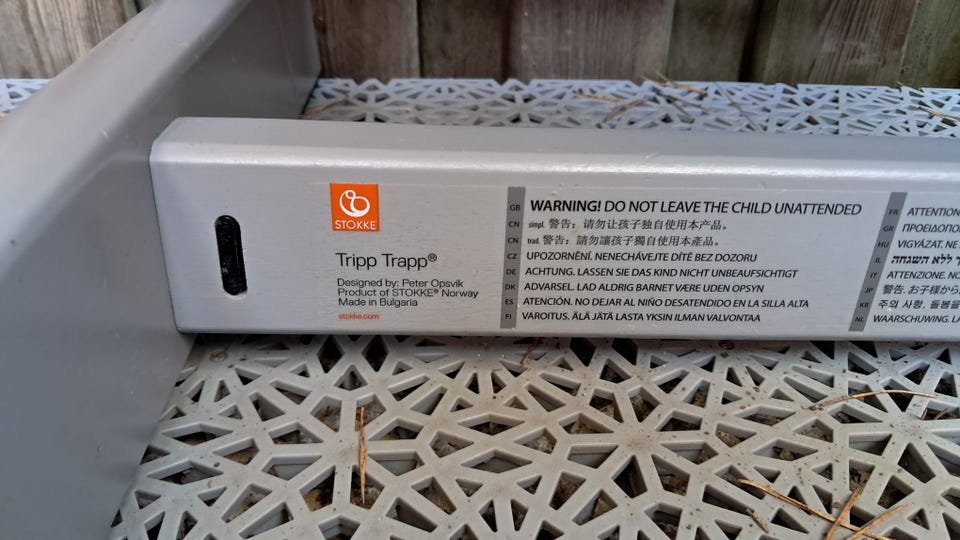 STOKKE
Tripp Trapp®
Designed by: Peter Opsvik
Product of STOKKE® Norway
Made in Bulgaria
stokke.com
GB WARNING! DO NOT LEAVE THE CHILD UNATTENDED
CN simpl. 警告：请勿让孩子独自使用本产品。
CN trad. 警告：請勿讓孩子獨自使用本產品。
CZ UPOZORNĚNÍ. NENECHÁVEJTE DÍTĚ BEZ DOZORU
DE ACHTUNG. LASSEN SIE DAS KIND NICHT UNBEAUFSICHTIGT
DK ADVARSEL. LAD ALDRIG BARNET VÆRE UDEN OPSYN
ES ATENCIÓN. NO DEJAR AL NIÑO DESATENDIDO EN LA SILLA ALTA
FI VAROITUS. ÄLÄ JÄTÄ LASTA YKSIN ILMAN VALVONTAA
FR ATTENTION
GR ΠΡΟΕΙΔΟΠΟ
HU VIGYÁZAT. NE
IL ללא השגחה
IT ATTENZIONE. NO
JP 警告. お子様から
KR 주의 사항. 돌봄을
NL WAARSCHUWING. LA